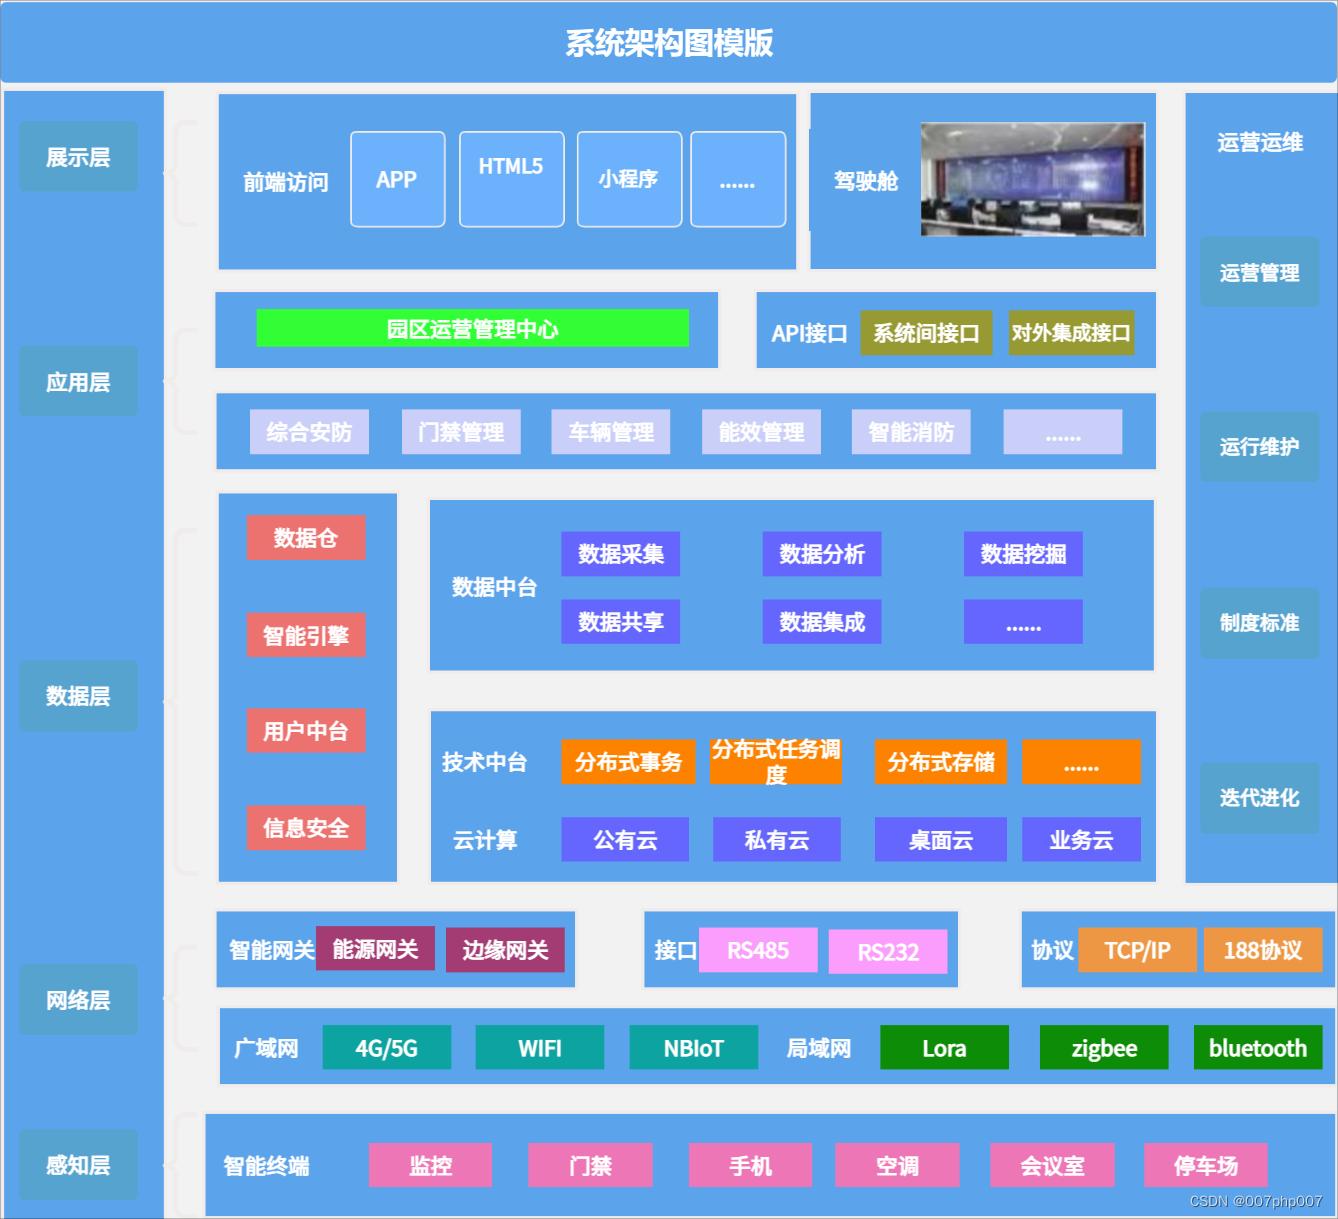 系统架构图模版
展示层
前端访问
APP
HTML5
小程序
......
驾驶舱
运营运维
运营管理
应用层
园区运营管理中心
API接口
系统间接口
对外集成接口
综合安防
门禁管理
车辆管理
能效管理
智能消防
......
运行维护
数据层
数据仓
智能引擎
用户中台
信息安全
数据中台
数据采集
数据分析
数据挖掘
数据共享
数据集成
......
制度标准
技术中台
分布式事务
分布式任务调
度
分布式存储
......
云计算
公有云
私有云
桌面云
业务云
迭代进化
网络层
智能网关
能源网关
边缘网关
接口
RS485
RS232
协议
TCP/IP
188协议
广域网
4G/5G
WIFI
NBIoT
局域网
Lora
zigbee
bluetooth
感知层
智能终端
监控
门禁
手机
空调
会议室
停车场
CSDN @007php007